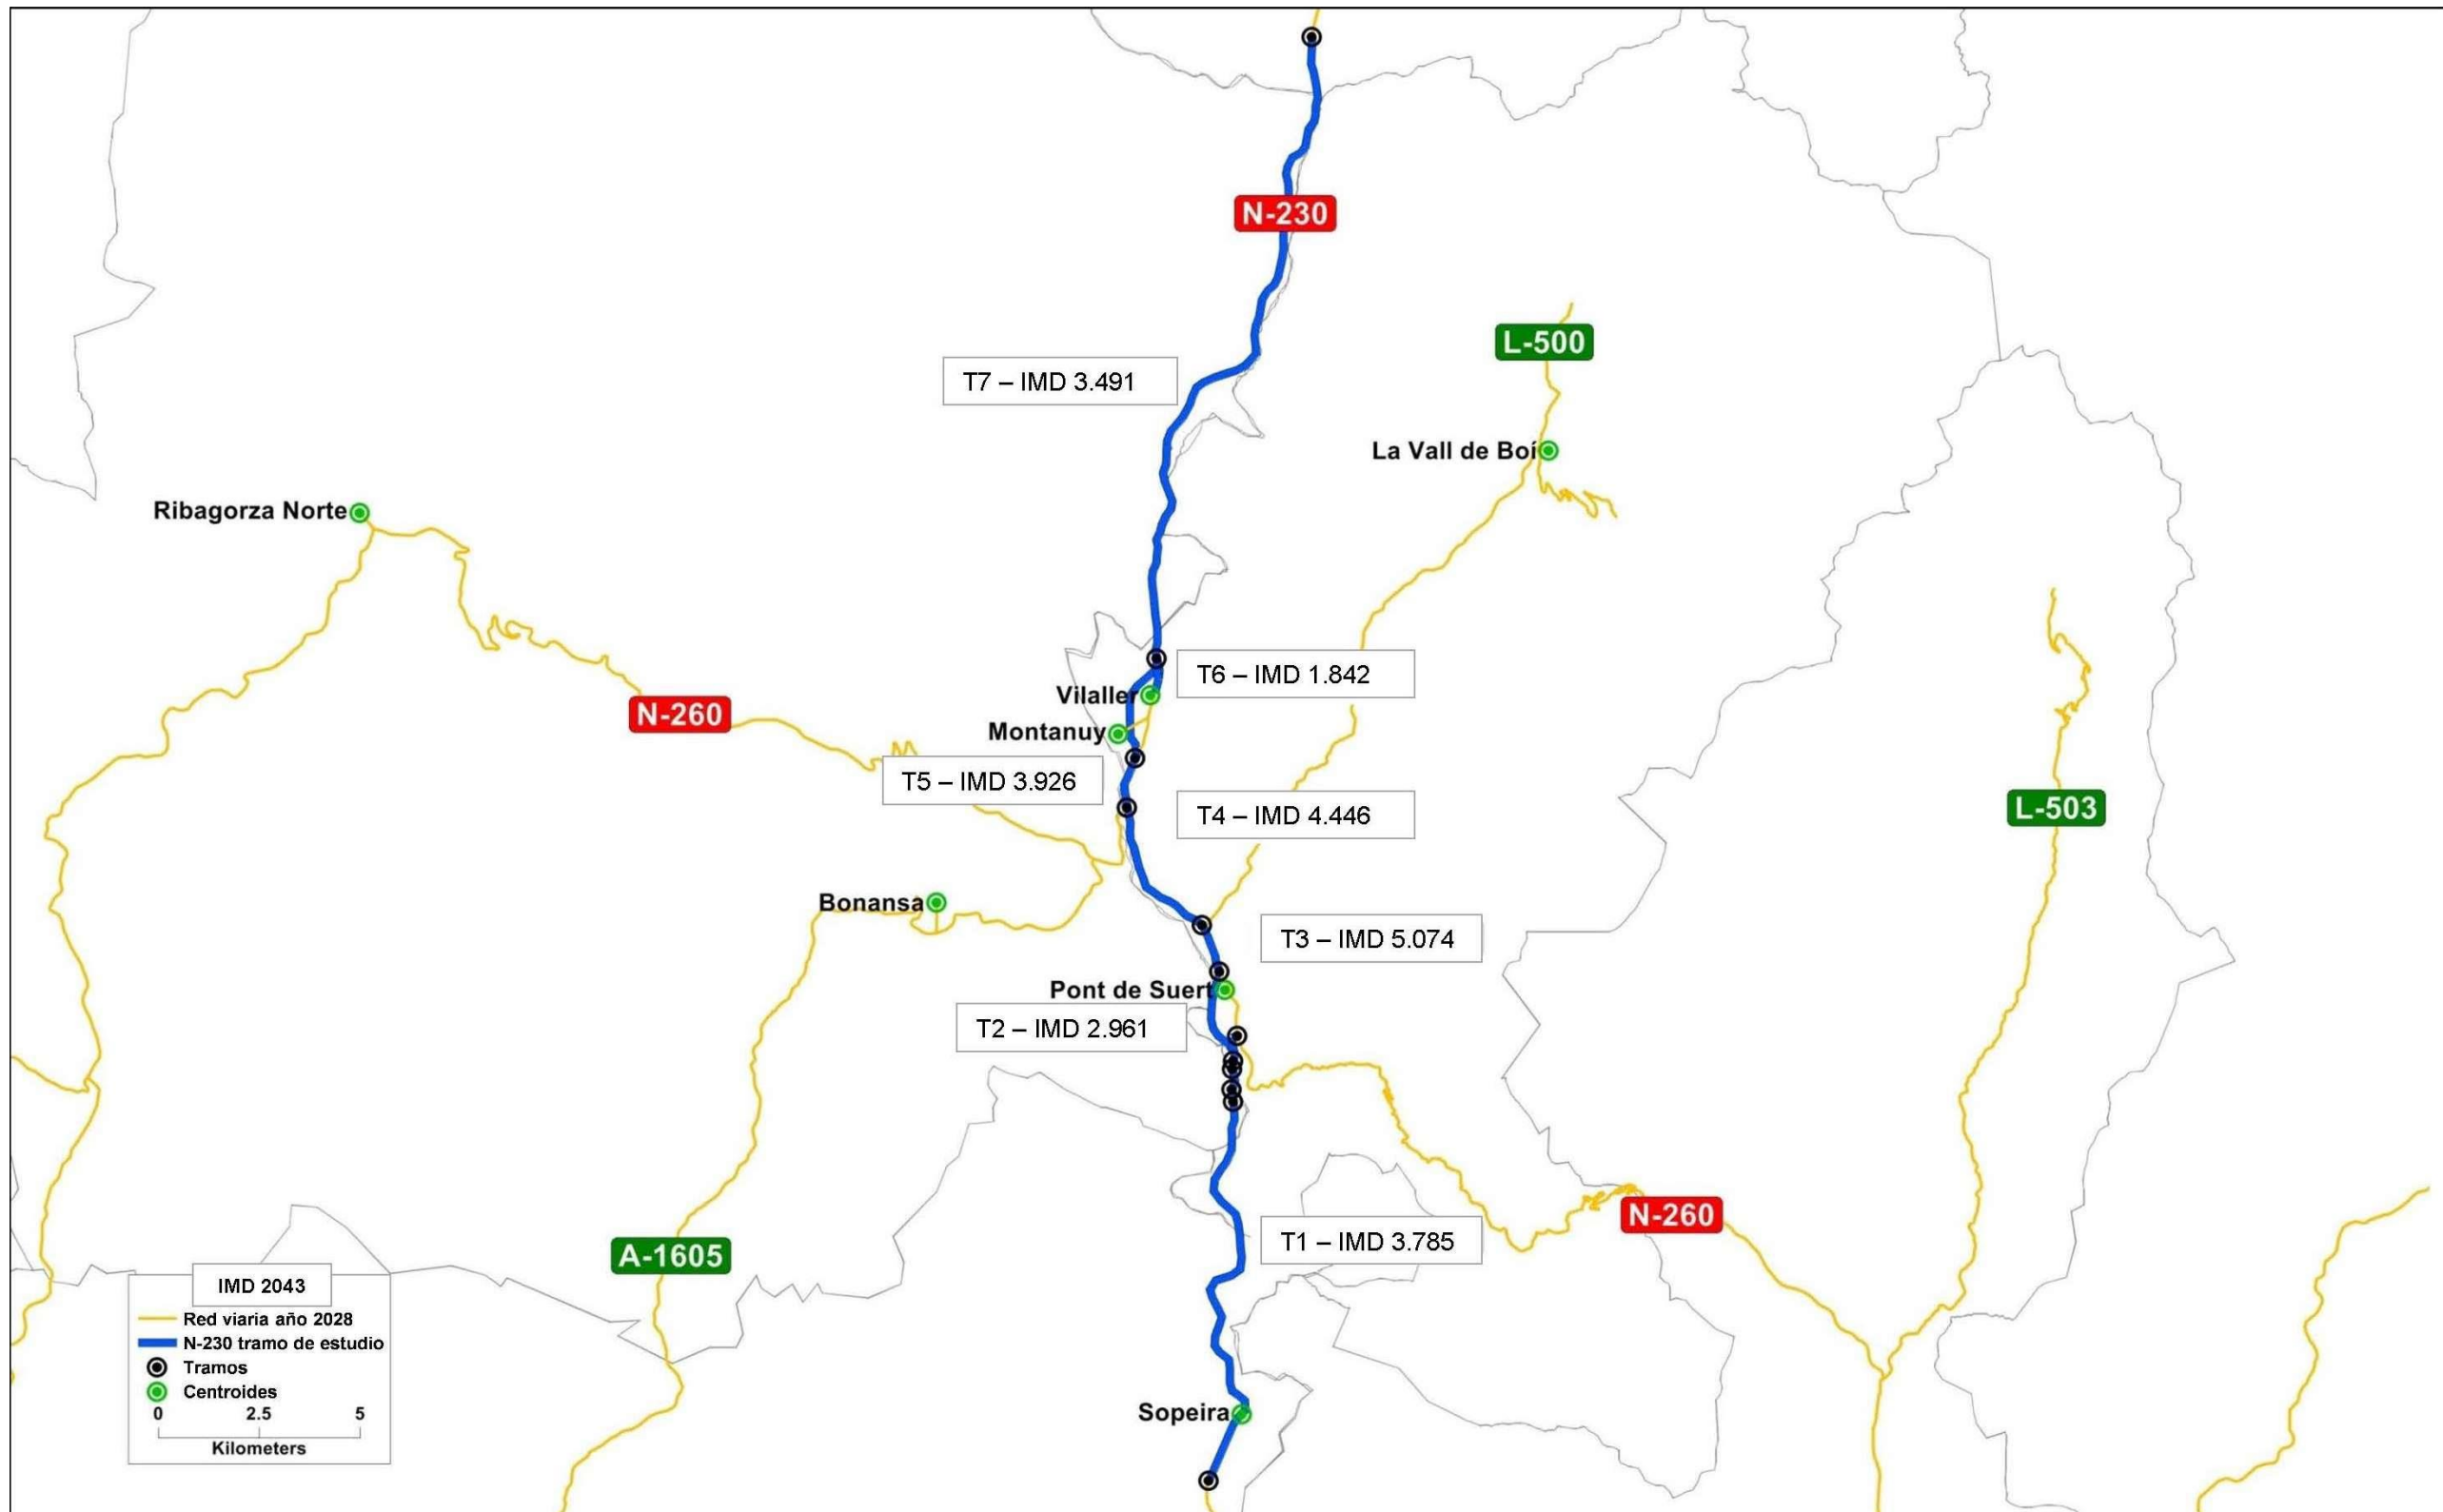 N-230
L-500
T7 – IMD 3.491
La Vall de Boí
Ribagorza Norte
T6 – IMD 1.842
Vilaller
N-260
Montanuy
T5 – IMD 3.926
T4 – IMD 4.446
L-503
Bonansa
T3 – IMD 5.074
Pont de Suert
T2 – IMD 2.961
N-260
T1 – IMD 3.785
A-1605
IMD 2043
Red viaria año 2028
N-230 tramo de estudio
Tramos
Centroides
0 2.5 5
Kilometers
Sopeira